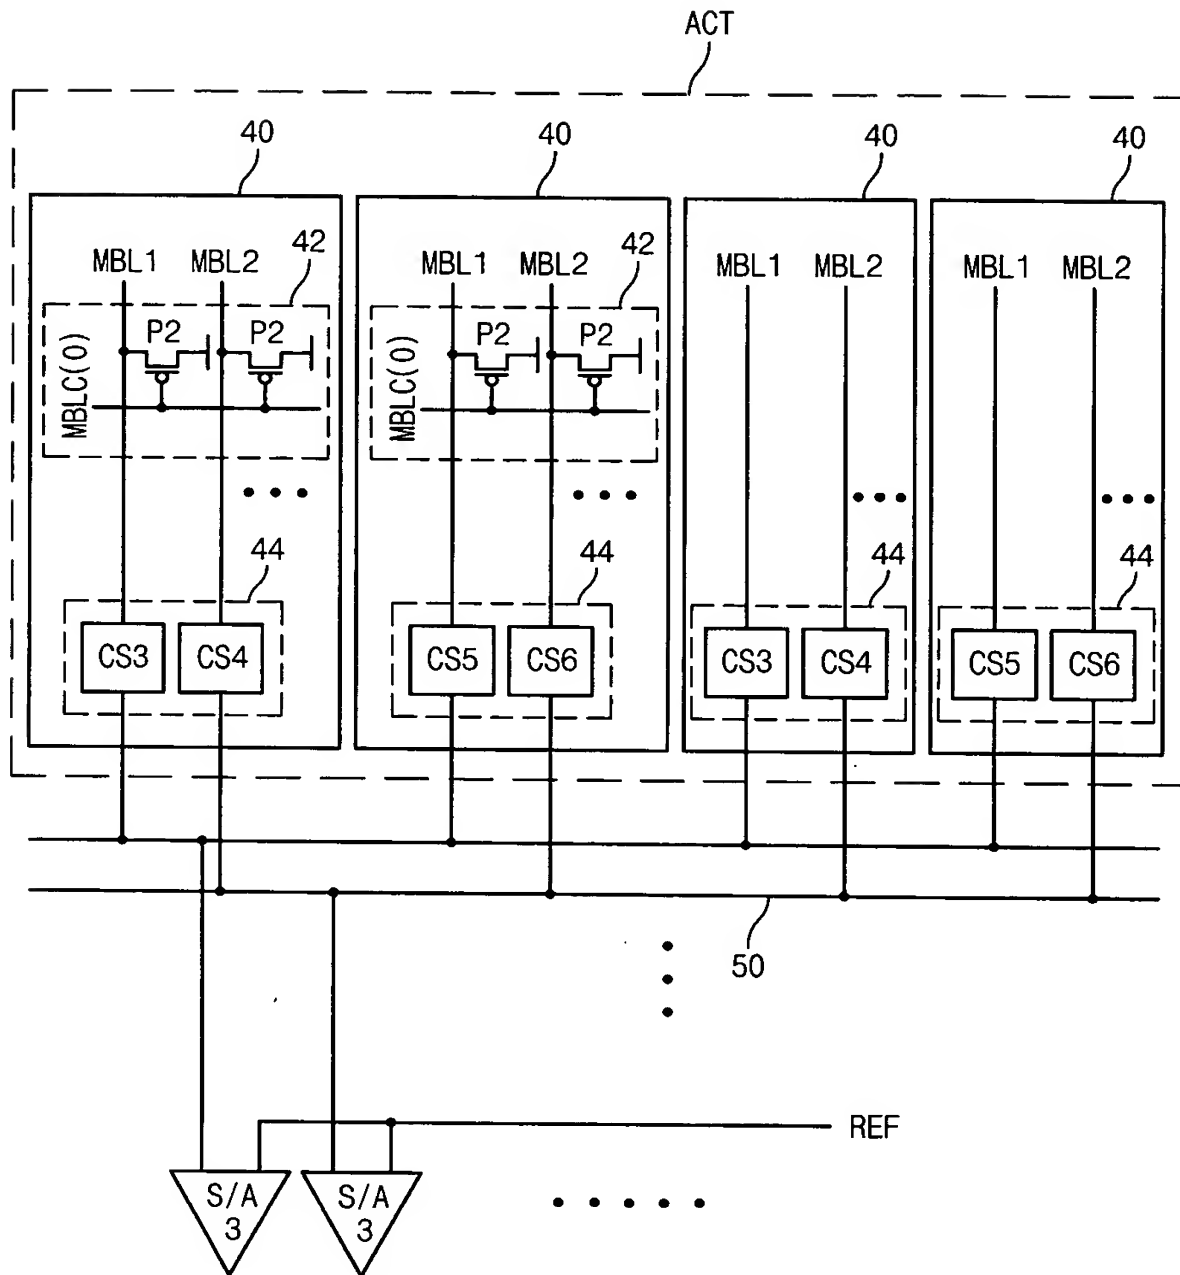 ACT
40 40 40 40
42 42
MBL1 MBL2 MBL1 MBL2 MBL1 MBL2 MBL1 MBL2
P2 P2 P2 P2
MBLC(0) MBLC(0)
44 44 44 44
CS3 CS4 CS5 CS6 CS3 CS4 CS5 CS6
50
REF
S/A S/A
3 3